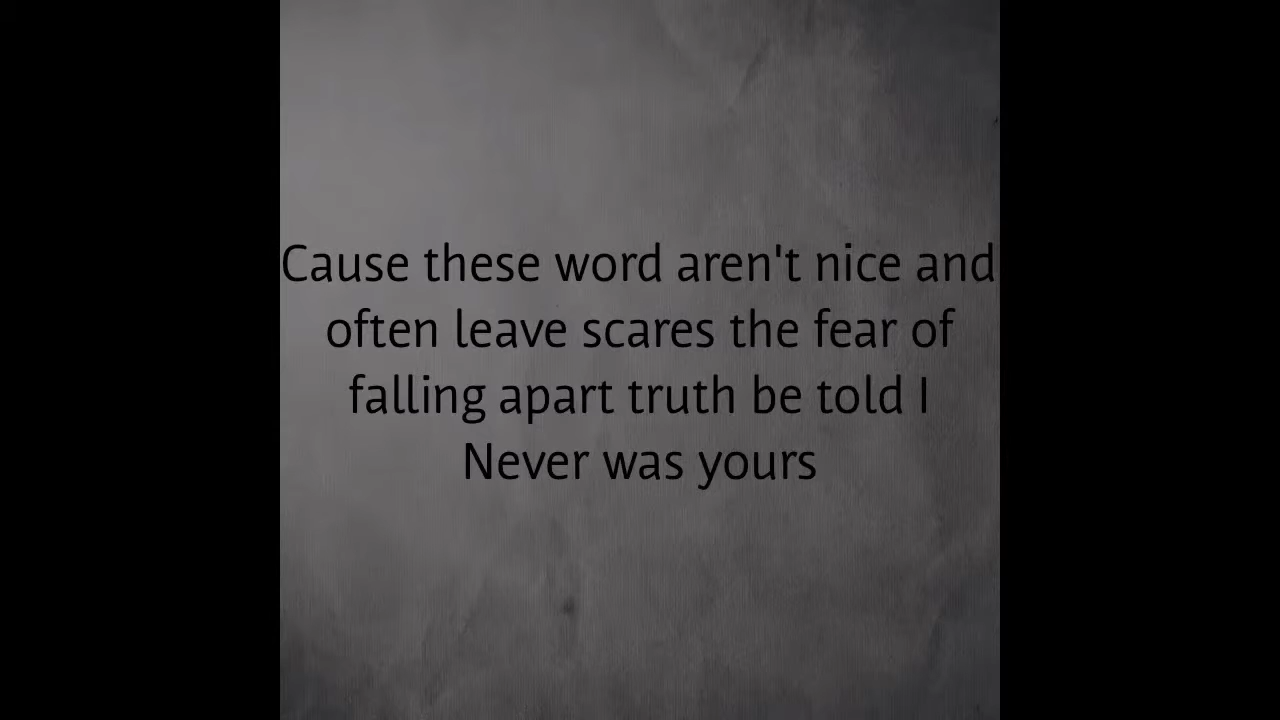 Cause these word aren't nice and
often leave scares the fear of
falling apart truth be told I
Never was yours